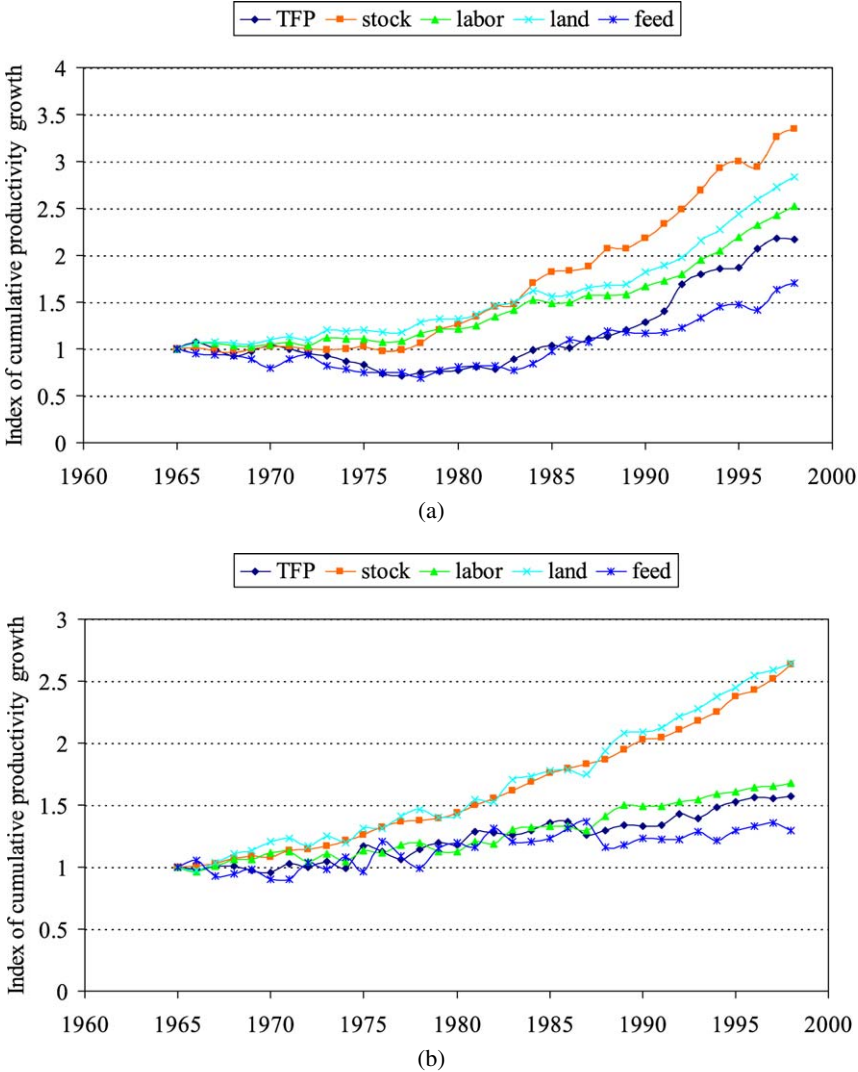 TFP stock labor land feed
Index of cumulative productivity growth
4
3.5
3
2.5
2
1.5
1
0.5
0
1960 1965 1970 1975 1980 1985 1990 1995 2000
(a)
TFP stock labor land feed
Index of cumulative productivity growth
3
2.5
2
1.5
1
0.5
0
1960 1965 1970 1975 1980 1985 1990 1995 2000
(b)